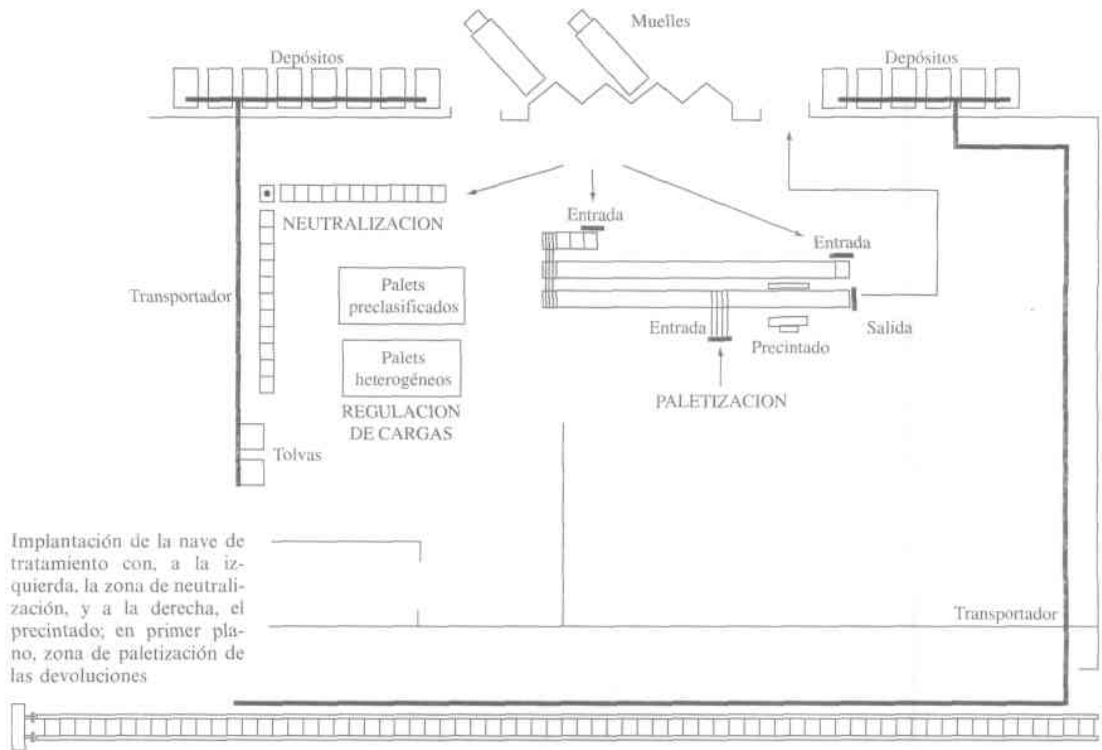 Muelles
Depósitos
Depósitos
NEUTRALIZACION
Entrada
Entrada
Transportador
Palets
preclasificados
Entrada
Salida
Precintado
Palets
heterogéneos
REGULACION
DE CARGAS
PALETIZACION
Tolvas
Implantación de la nave de
tratamiento con, a la iz-
quierda, la zona de neutrali-
zación, y a la derecha, el
precintado; en primer pla-
no, zona de paletización de
las devoluciones
Transportador